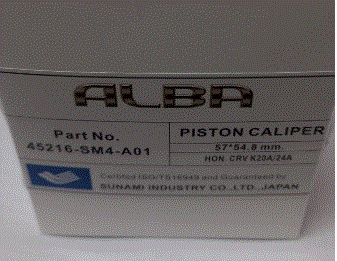 ALBA
Part No.
45216-SM4-A01
PISTON CALIPER
57*54.8 mm.
HON. CRV K20A/24A
Certified ISO/TS16949 and Guaranteed by
SUNAMI INDUSTRY CO.,LTD.,JAPAN